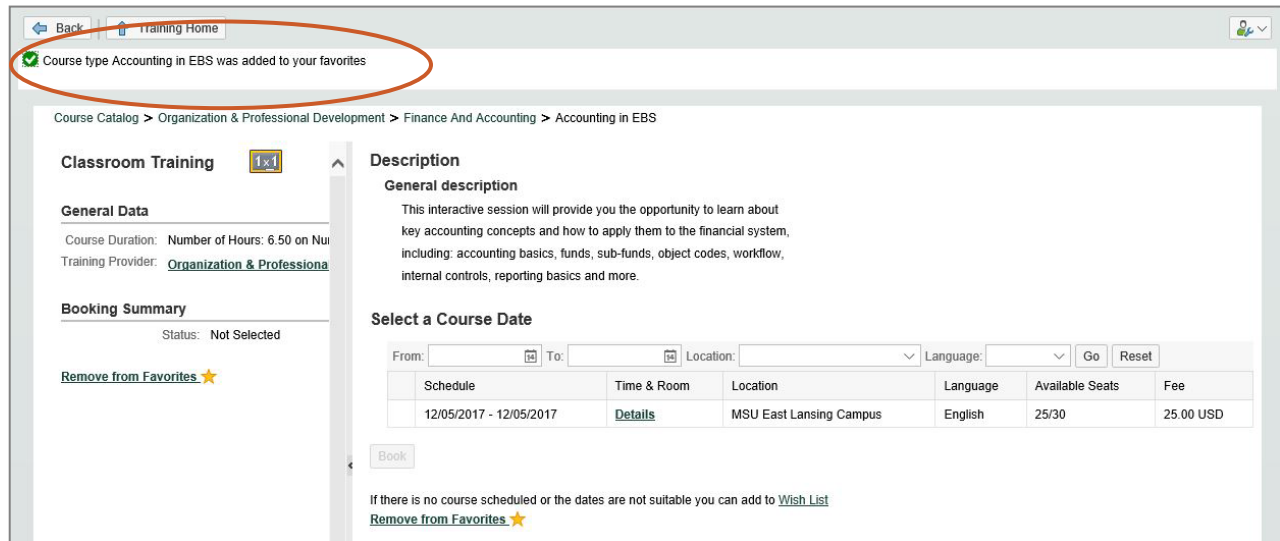 Back Training Home
Course type Accounting in EBS was added to your favorites
Course Catalog > Organization & Professional Development > Finance And Accounting > Accounting in EBS
Classroom Training 1x1
General Data
Course Duration: Number of Hours: 6.50 on Nu
Training Provider: Organization & Professiona
Booking Summary
Status: Not Selected
Remove from Favorites
Description
General description
This interactive session will provide you the opportunity to learn about
key accounting concepts and how to apply them to the financial system,
including: accounting basics, funds, sub-funds, object codes, workflow,
internal controls, reporting basics and more.
Select a Course Date
From: 14 To: 14 Location: Language: Go Reset
Schedule Time & Room Location Language Available Seats Fee
12/05/2017 - 12/05/2017 Details MSU East Lansing Campus English 25/30 25.00 USD
Book
If there is no course scheduled or the dates are not suitable you can add to Wish List
Remove from Favorites